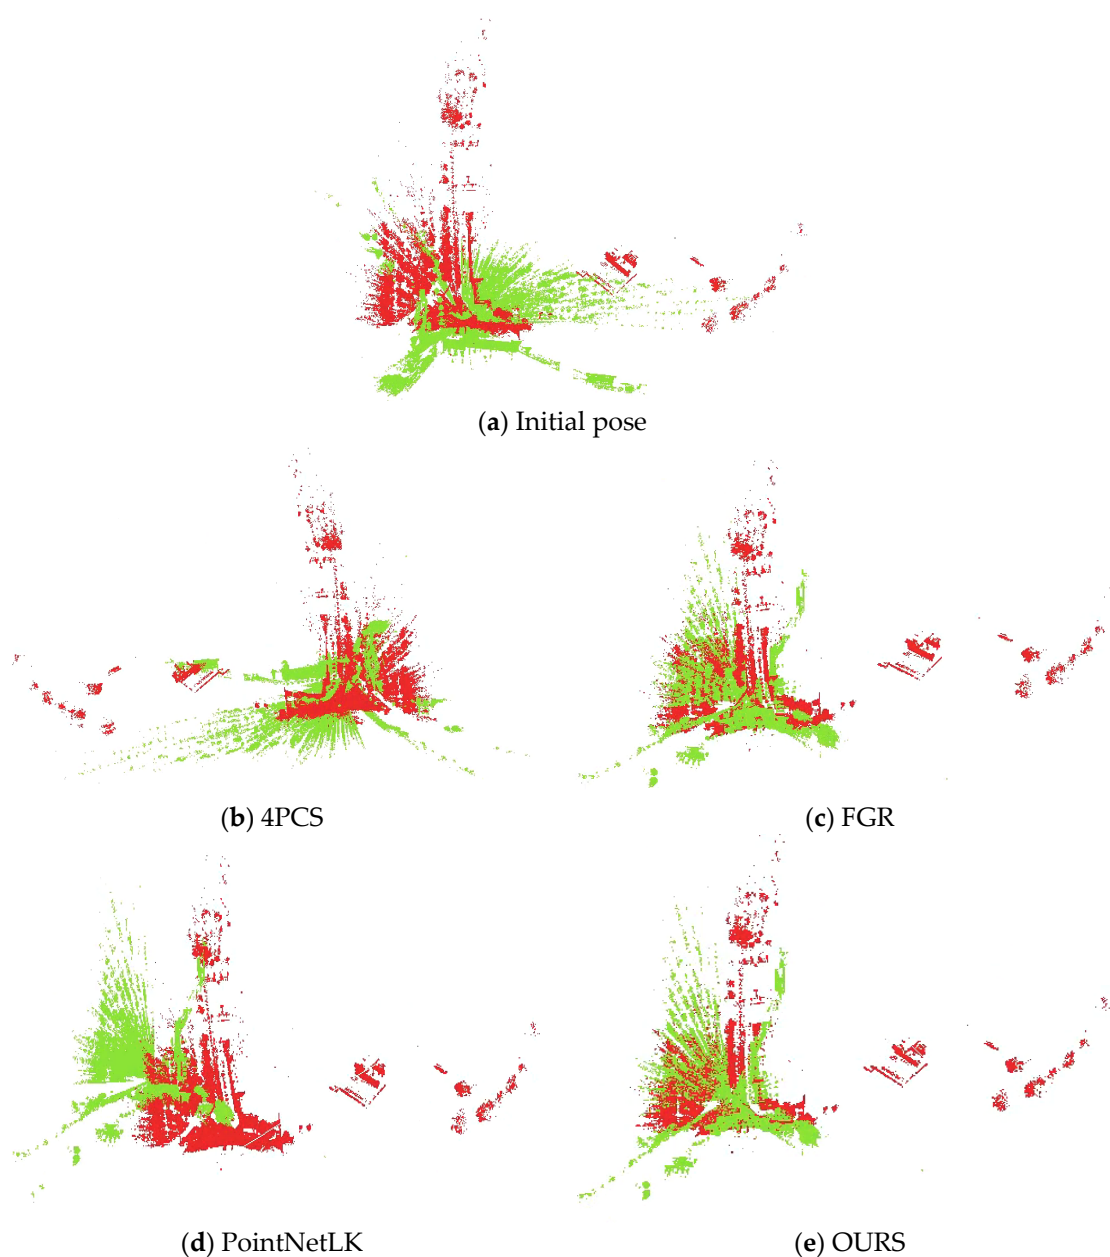 (a) Initial pose
(b) 4PCS
(c) FGR
(d) PointNetLK
(e) OURS